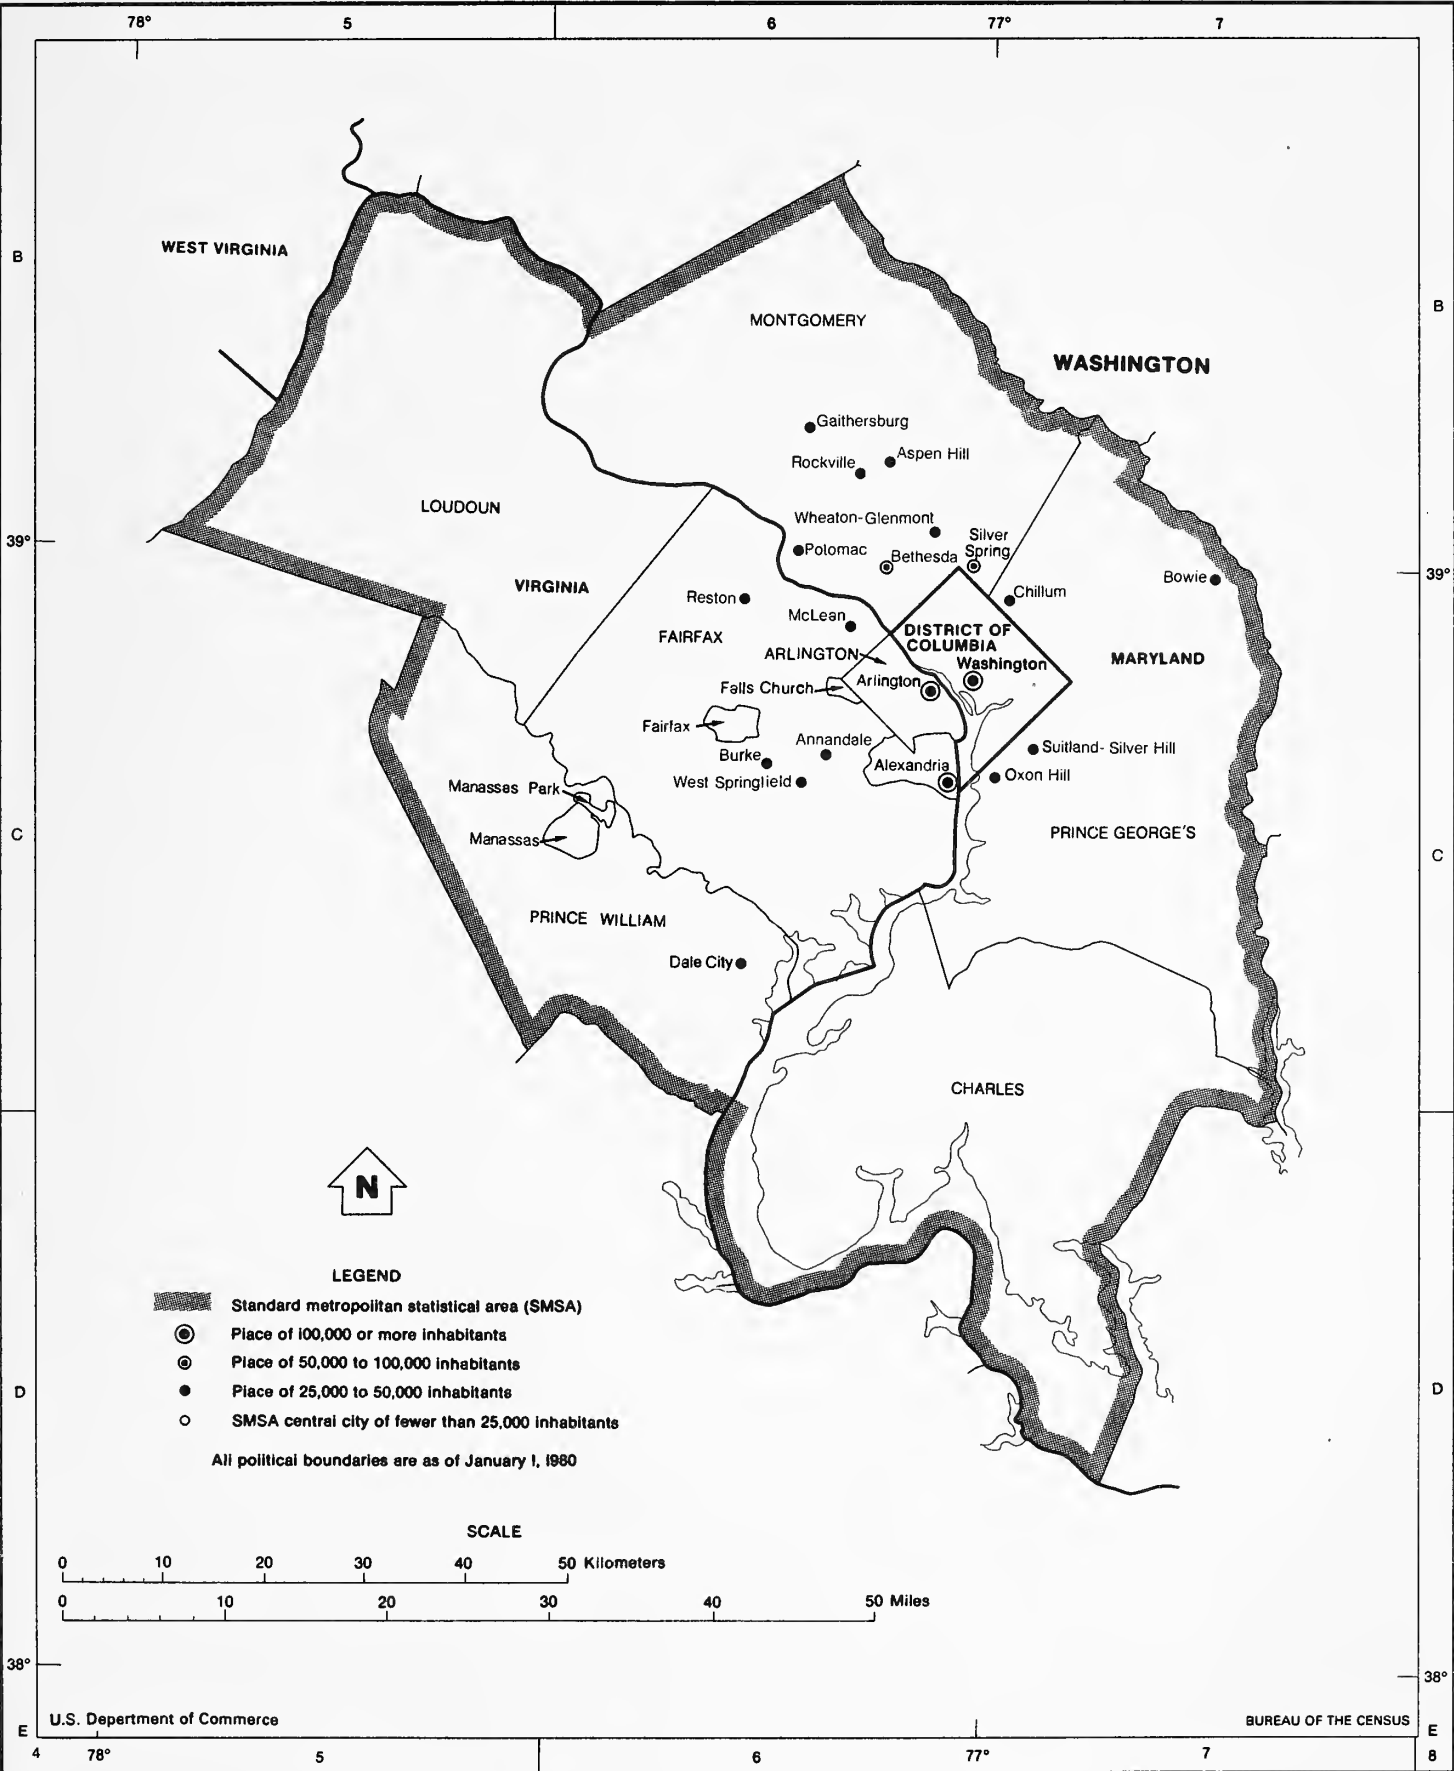 78° 5 6 77° 7
WEST VIRGINIA
B
B
MONTGOMERY
WASHINGTON
Gaithersburg
Aspen Hill
Rockville
LOUDOUN
Wheaton-Glenmont
Silver
Spring
39°
Potomac
Bethesda
39°
Bowie
VIRGINIA
Reston
Chillum
McLean
FAIRFAX
DISTRICT OF
COLUMBIA
ARLINGTON
Washington
MARYLAND
Falls Church
Arlington
Fairfax
Annandale
Suitland-Silver Hill
Burke
Alexandria
West Springfield
Oxon Hill
Manassas Park
C
Manassas
PRINCE GEORGE'S
C
PRINCE WILLIAM
Dale City
CHARLES
N
LEGEND
Standard metropolitan statistical area (SMSA)
Place of 100,000 or more inhabitants
Place of 50,000 to 100,000 inhabitants
Place of 25,000 to 50,000 inhabitants
SMSA central city of fewer than 25,000 inhabitants
D
D
All political boundaries are as of January 1, 1980
SCALE
0 10 20 30 40 50 Kilometers
0 10 20 30 40 50 Miles
38°
38°
U.S. Department of Commerce
BUREAU OF THE CENSUS
E
E
4 78° 5 6 77° 7 8